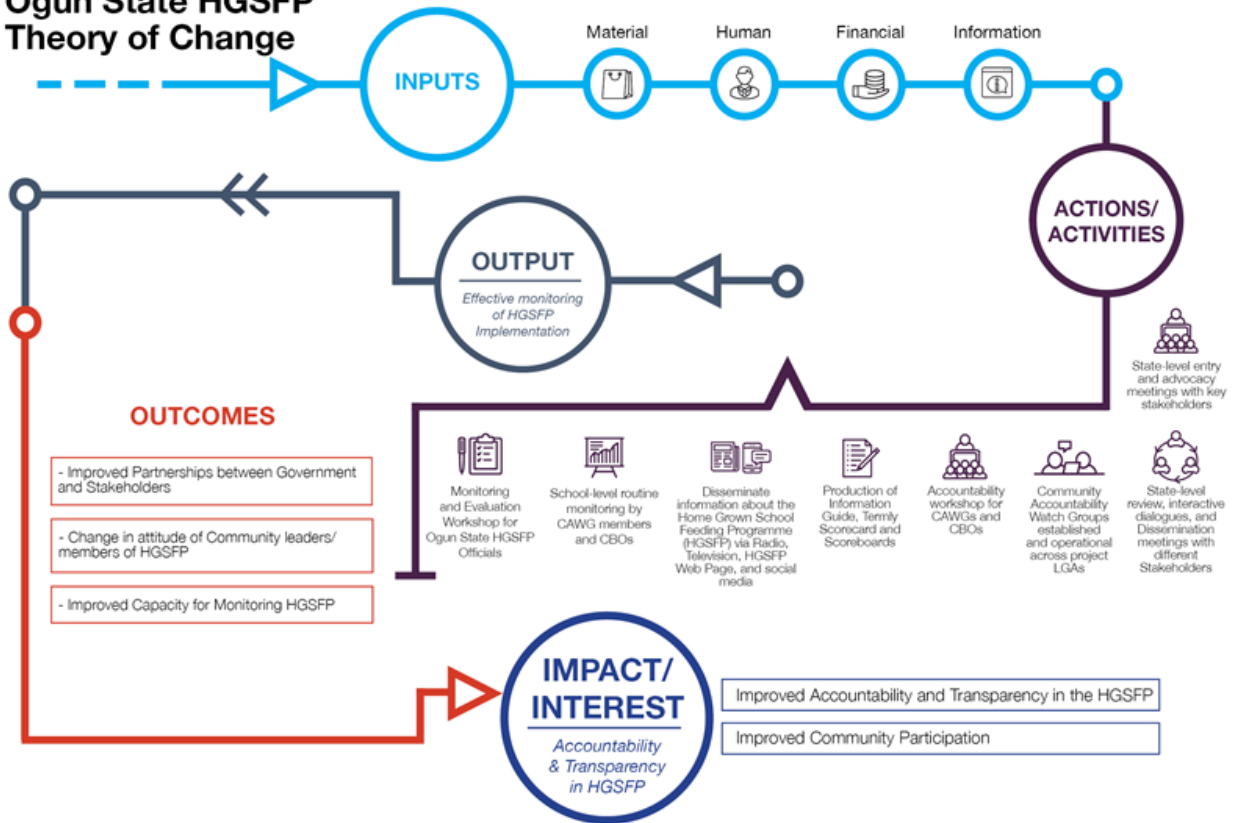 Ogun State HGSFP
Theory of Change
INPUTS
Material
Human
Financial
Information
ACTIONS/
ACTIVITIES
State-level entry
and advocacy
meetings with key
stakeholders
State-level
review, interactive
dialogues, and
Dissemination
meetings with
different
Stakeholders
Community
Accountability
Watch Groups
established
and operational
across project
LGAs
Accountability
workshop for
CAWGs and
CBOs
Production of
Information
Guide, Termly
Scorecard and
Scoreboards
Disseminate
information about the
Home Grown School
Feeding Programme
(HGSFP) via Radio,
Television, HGSFP
Web Page, and social
media
School-level routine
monitoring by
CAWG members
and CBOs
Monitoring
and Evaluation
Workshop for
Ogun State HGSFP
Officials
OUTPUT
Effective monitoring
of HGSFP
Implementation
OUTCOMES
- Improved Partnerships between Government
and Stakeholders
- Change in attitude of Community leaders/
members of HGSFP
- Improved Capacity for Monitoring HGSFP
IMPACT/
INTEREST
Accountability
& Transparency
in HGSFP
Improved Accountability and Transparency in the HGSFP
Improved Community Participation